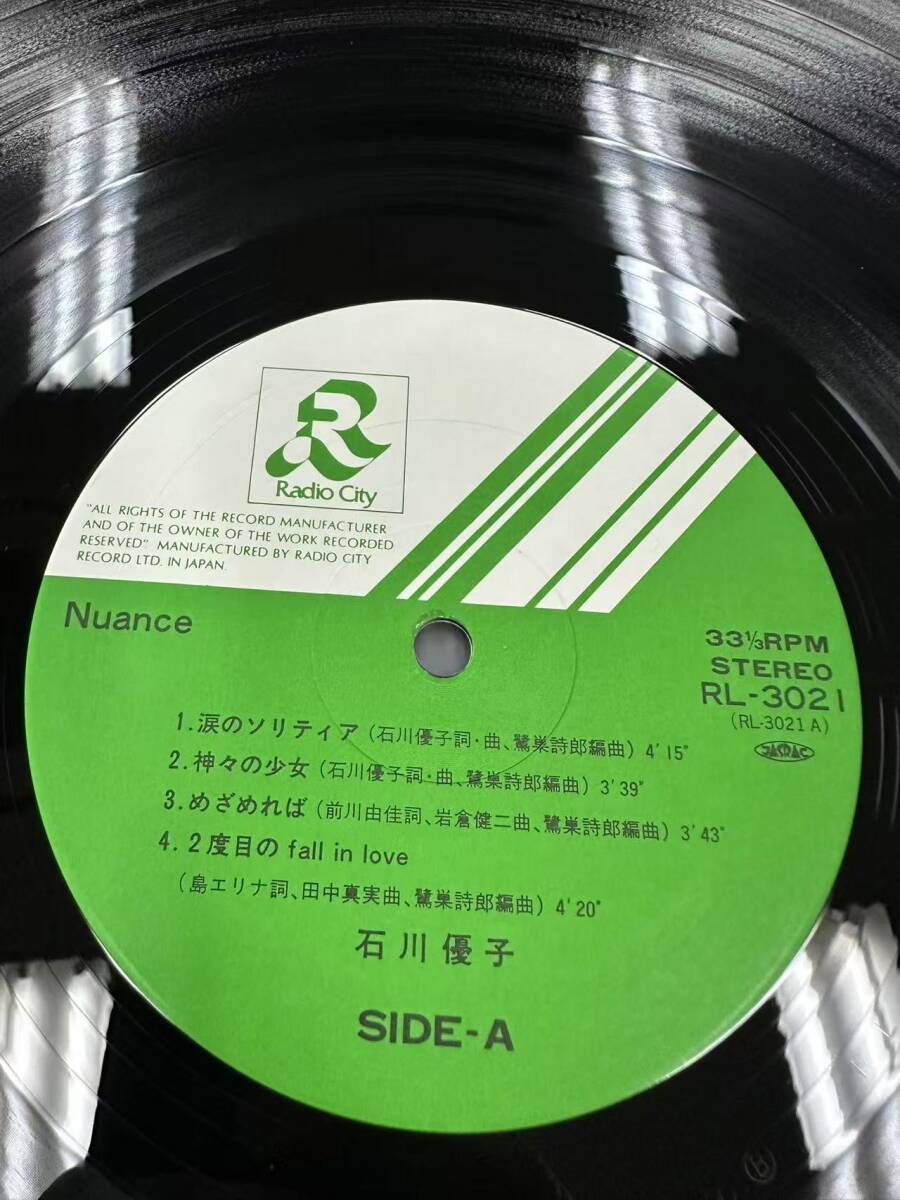 R
Radio City
"ALL RIGHTS OF THE RECORD MANUFACTURER
AND OF THE OWNER OF THE WORK RECORDED
RESERVED" MANUFACTURED BY RADIO CITY
RECORD LTD. IN JAPAN.
Nuance
33⅓RPM
STEREO
RL-3021
(RL-3021 A)
JASRAC
1.涙のソリティア (石川優子詞・曲、鷺巣詩郎編曲) 4'15"
2.神々の少女 (石川優子詞・曲、鷺巣詩郎編曲) 3'39"
3.めざめれば (前川由佳詞、岩倉健二曲、鷺巣詩郎編曲) 3'43"
4.2度目の fall in love
(島エリナ詞、田中真実曲、鷺巣詩郎編曲) 4'20"
石川優子
SIDE-A